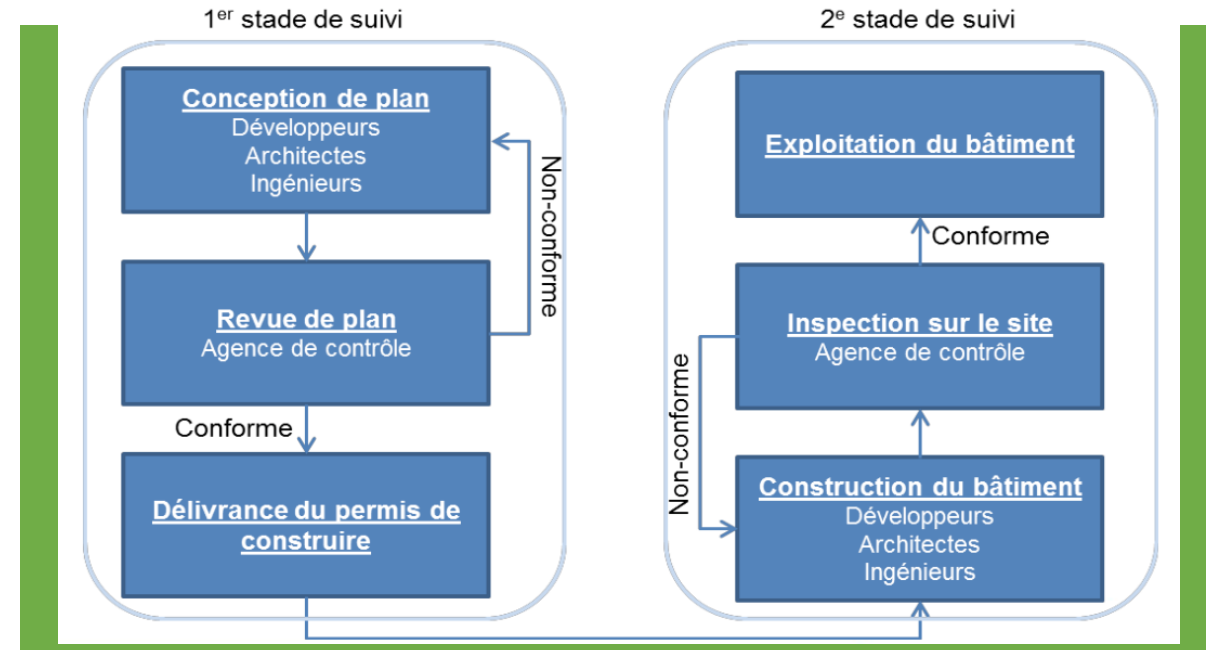 1er stade de suivi
Conception de plan
Développeurs
Architectes
Ingénieurs
Non-conforme
Revue de plan
Agence de contrôle
Conforme
Délivrance du permis de
construire
2e stade de suivi
Exploitation du bâtiment
Conforme
Inspection sur le site
Agence de contrôle
Non-conforme
Construction du bâtiment
Développeurs
Architectes
Ingénieurs